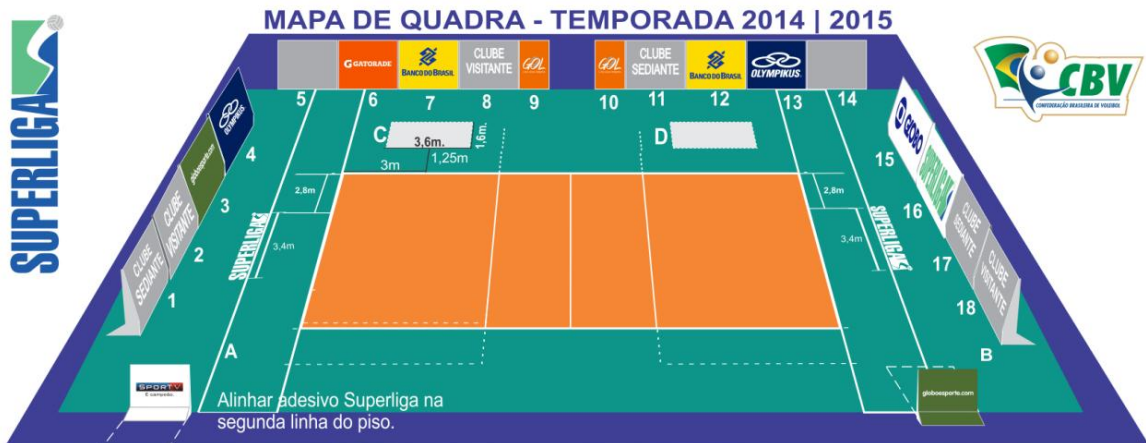 MAPA DE QUADRA - TEMPORADA 2014 | 2015
SUPERLIGA
CBV
CONFEDERAÇÃO BRASILEIRA DE VOLEIBOL
GATORADE
BANCO DO BRASIL
CLUBE
VISITANTE
GOL
GOL
CLUBE
SEDIANTE
BANCO DO BRASIL
OLYMPIKUS
5
6
7
8
9
10
11
12
13
14
OLYMPIKUS
4
globoesporte.com
3
CLUBE
VISITANTE
2
CLUBE
SEDIANTE
1
GLOBO
15
SUPERLIGA
16
CLUBE
SEDIANTE
17
CLUBE
VISITANTE
18
C
3,6m.
1,6m.
1,25m
3m
D
2,8m
3,4m
SUPERLIGA
2,8m
3,4m
SUPERLIGA
A
B
SPORTV
globoesporte.com
Alinhar adesivo Superliga na
segunda linha do piso.